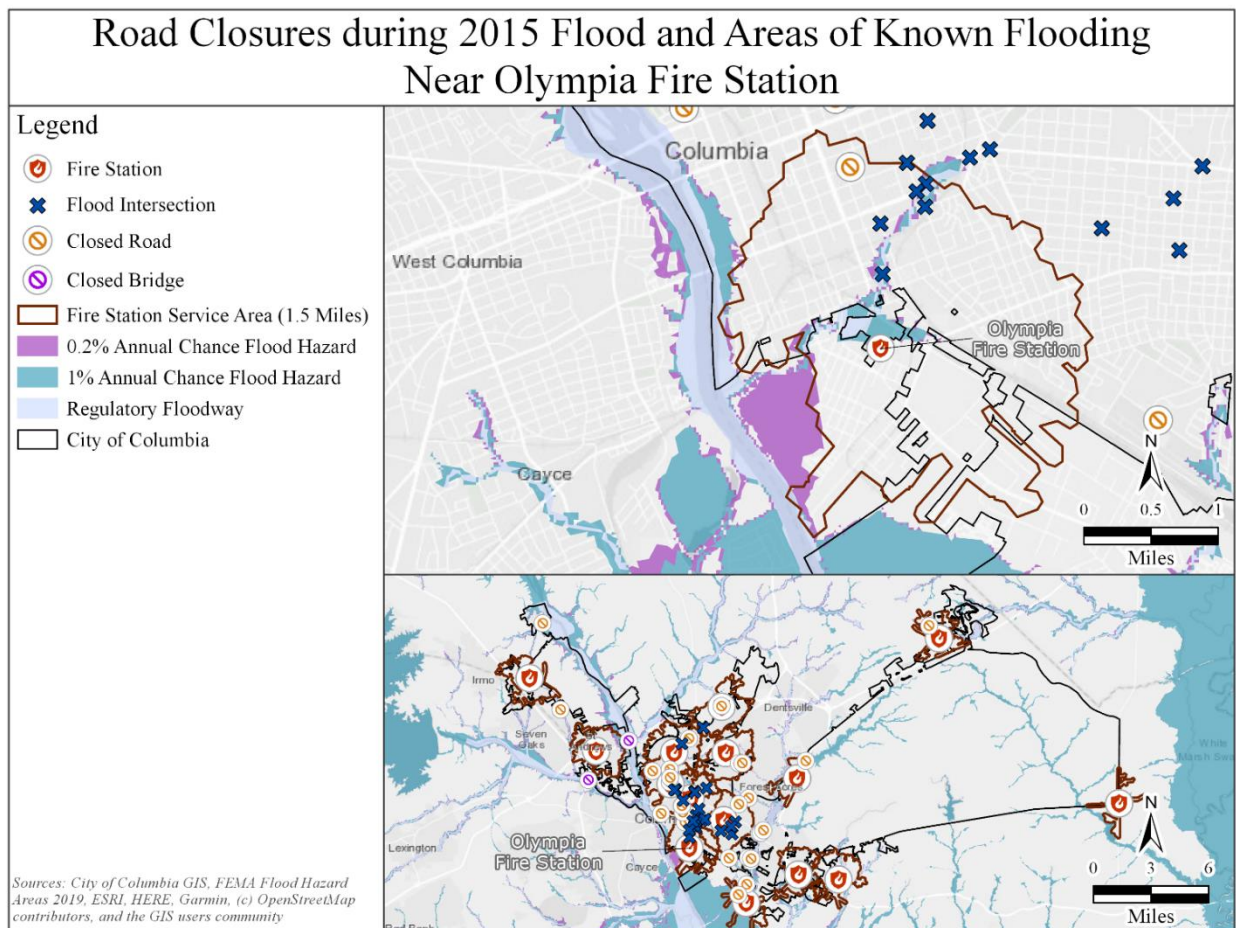 Road Closures during 2015 Flood and Areas of Known Flooding
Near Olympia Fire Station
Legend
Fire Station
Flood Intersection
Closed Road
Closed Bridge
Fire Station Service Area (1.5 Miles)
0.2% Annual Chance Flood Hazard
1% Annual Chance Flood Hazard
Regulatory Floodway
City of Columbia
Sources: City of Columbia GIS, FEMA Flood Hazard
Areas 2019, ESRI, HERE, Garmin, (c) OpenStreetMap
contributors, and the GIS users community
Columbia
West Columbia
Olympia
Fire Station
Cayce
N
0 0.5 1
Miles
Irmo
Seven
Oaks
Dentsville
White
Forest Acres
Olympia
Fire Station
Lexington
Cayce
N
0 3 6
Miles